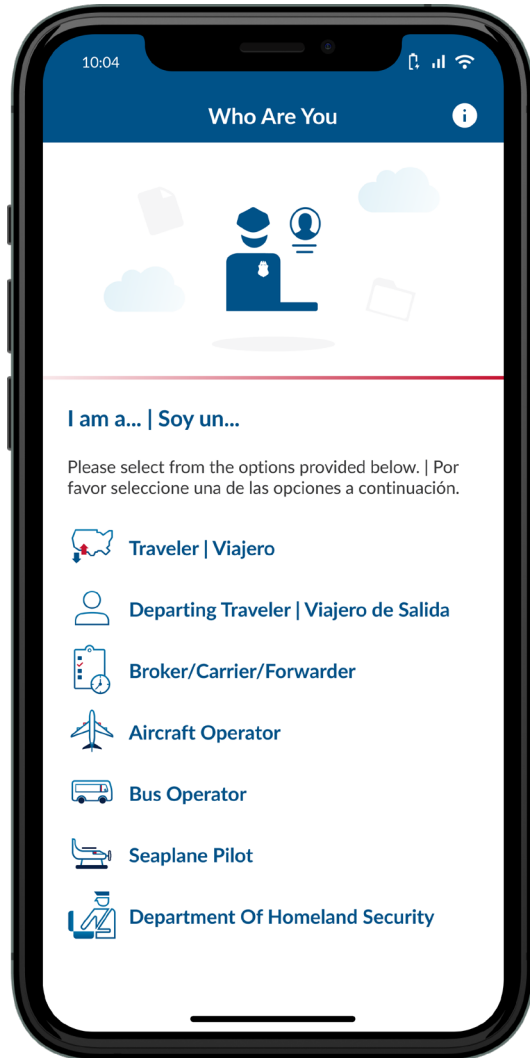 10:04
Who Are You
I am a... | Soy un...
Please select from the options provided below. | Por
favor seleccione una de las opciones a continuación.
Traveler | Viajero
Departing Traveler | Viajero de Salida
Broker/Carrier/Forwarder
Aircraft Operator
Bus Operator
Seaplane Pilot
Department Of Homeland Security